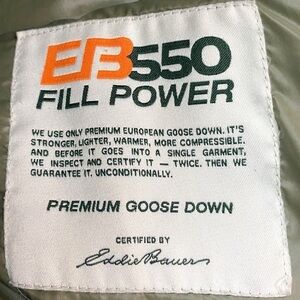 EB550
FILL POWER
WE USE ONLY PREMIUM EUROPEAN GOOSE DOWN. IT'S
STRONGER, LIGHTER, WARMER, MORE COMPRESSIBLE.
AND BEFORE IT GOES INTO A SINGLE GARMENT,
WE INSPECT AND CERTIFY IT — TWICE. THEN WE
GUARANTEE IT. UNCONDITIONALLY.
PREMIUM GOOSE DOWN
CERTIFIED BY
Eddie Bauer